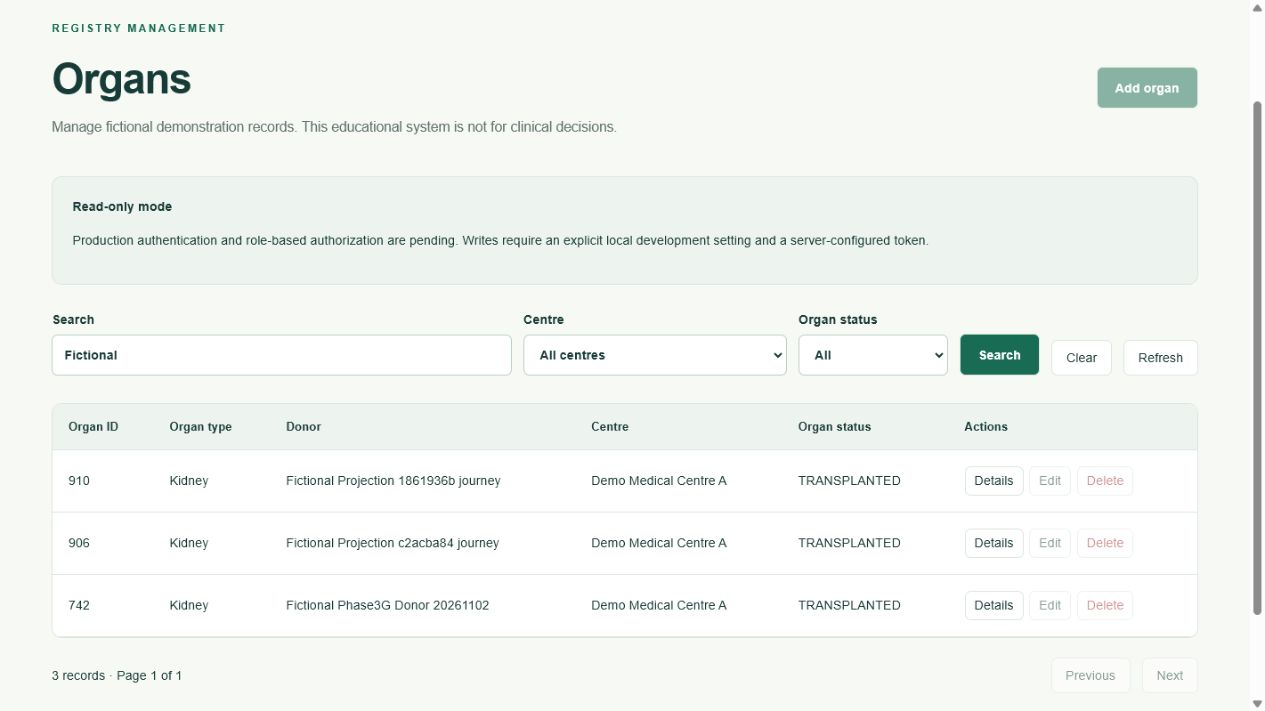 REGISTRY MANAGEMENT
Organs
Add organ
Manage fictional demonstration records. This educational system is not for clinical decisions.
Read-only mode
Production authentication and role-based authorization are pending. Writes require an explicit local development setting and a server-configured token.
Search Centre Organ status
Fictional All centres All Search Clear Refresh
Organ ID Organ type Donor Centre Organ status Actions
910 Kidney Fictional Projection 1861936b journey Demo Medical Centre A TRANSPLANTED Details Edit Delete
906 Kidney Fictional Projection c2acba84 journey Demo Medical Centre A TRANSPLANTED Details Edit Delete
742 Kidney Fictional Phase3G Donor 20261102 Demo Medical Centre A TRANSPLANTED Details Edit Delete
3 records · Page 1 of 1 Previous Next